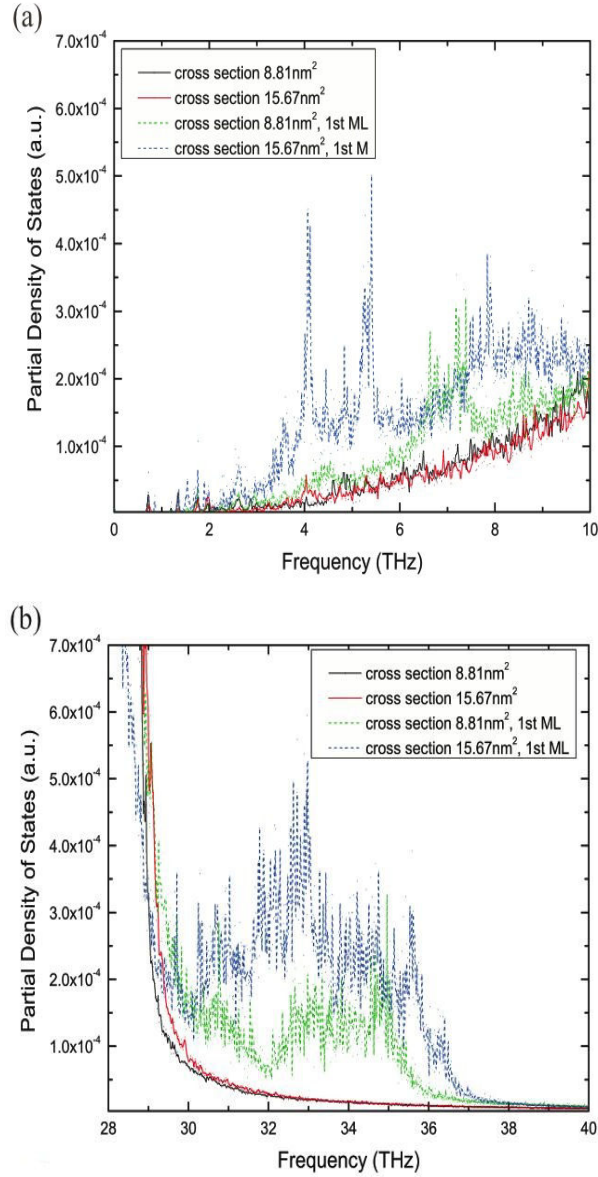 (a)
7.0x10⁻⁴
6.0x10⁻⁴
5.0x10⁻⁴
4.0x10⁻⁴
3.0x10⁻⁴
2.0x10⁻⁴
1.0x10⁻⁴
Partial Density of States (a.u.)
cross section 8.81nm²
cross section 15.67nm²
cross section 8.81nm², 1st ML
cross section 15.67nm², 1st M
0 2 4 6 8 10
Frequency (THz)
(b)
7.0x10⁻⁴
6.0x10⁻⁴
5.0x10⁻⁴
4.0x10⁻⁴
3.0x10⁻⁴
2.0x10⁻⁴
1.0x10⁻⁴
Partial Density of States (a.u.)
cross section 8.81nm²
cross section 15.67nm²
cross section 8.81nm², 1st ML
cross section 15.67nm², 1st ML
28 30 32 34 36 38 40
Frequency (THz)